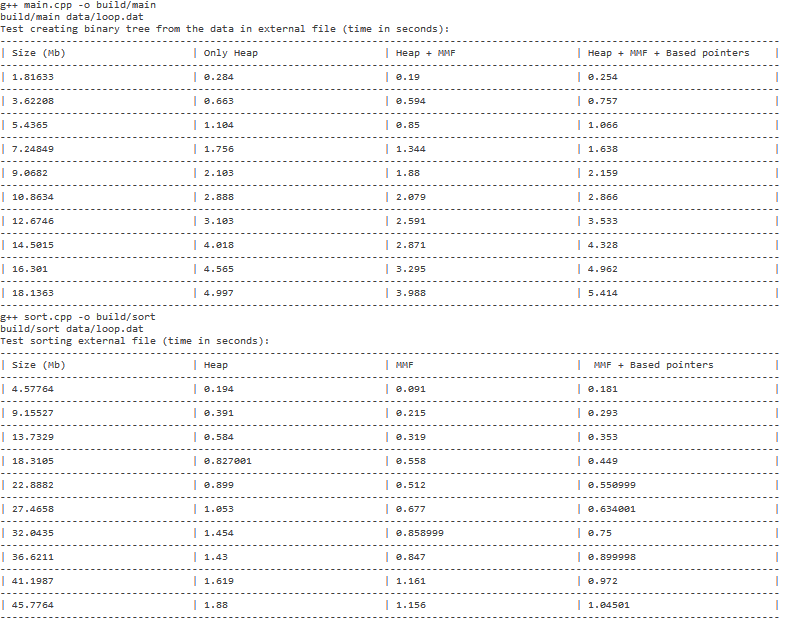 g++ main.cpp -o build/main
build/main data/loop.dat
Test creating binary tree from the data in external file (time in seconds):
| Size (Mb) | Only Heap | Heap + MMF | Heap + MMF + Based pointers |
| 1.81633 | 0.284 | 0.19 | 0.254 |
| 3.62208 | 0.663 | 0.594 | 0.757 |
| 5.4365 | 1.104 | 0.85 | 1.066 |
| 7.24849 | 1.756 | 1.344 | 1.638 |
| 9.0682 | 2.103 | 1.88 | 2.159 |
| 10.8634 | 2.888 | 2.079 | 2.866 |
| 12.6746 | 3.103 | 2.591 | 3.533 |
| 14.5015 | 4.018 | 2.871 | 4.328 |
| 16.301 | 4.565 | 3.295 | 4.962 |
| 18.1363 | 4.997 | 3.988 | 5.414 |
g++ sort.cpp -o build/sort
build/sort data/loop.dat
Test sorting external file (time in seconds):
| Size (Mb) | Heap | MMF | MMF + Based pointers |
| 4.57764 | 0.194 | 0.091 | 0.181 |
| 9.15527 | 0.391 | 0.215 | 0.293 |
| 13.7329 | 0.584 | 0.319 | 0.353 |
| 18.3105 | 0.827001 | 0.558 | 0.449 |
| 22.8882 | 0.899 | 0.512 | 0.550999 |
| 27.4658 | 1.053 | 0.677 | 0.634001 |
| 32.0435 | 1.454 | 0.858999 | 0.75 |
| 36.6211 | 1.43 | 0.847 | 0.899998 |
| 41.1987 | 1.619 | 1.161 | 0.972 |
| 45.7764 | 1.88 | 1.156 | 1.04501 |